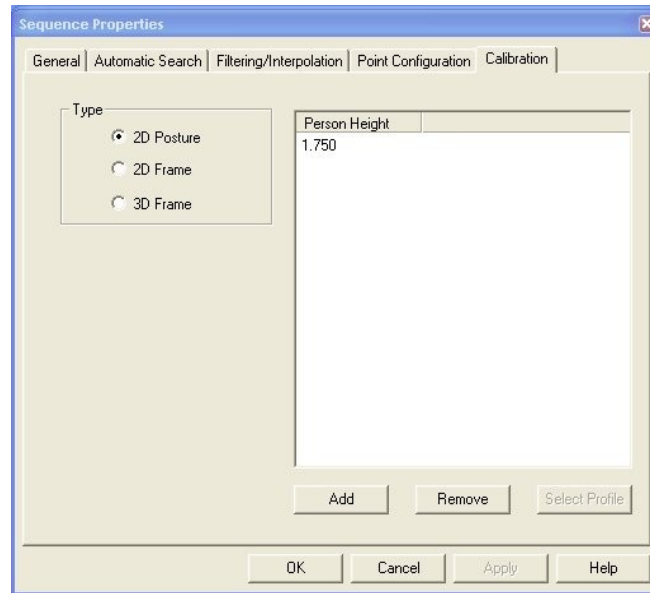 Sequence Properties
General Automatic Search Filtering/Interpolation Point Configuration Calibration
Type
2D Posture
2D Frame
3D Frame
Person Height
1.750
Add Remove Select Profile
OK Cancel Apply Help